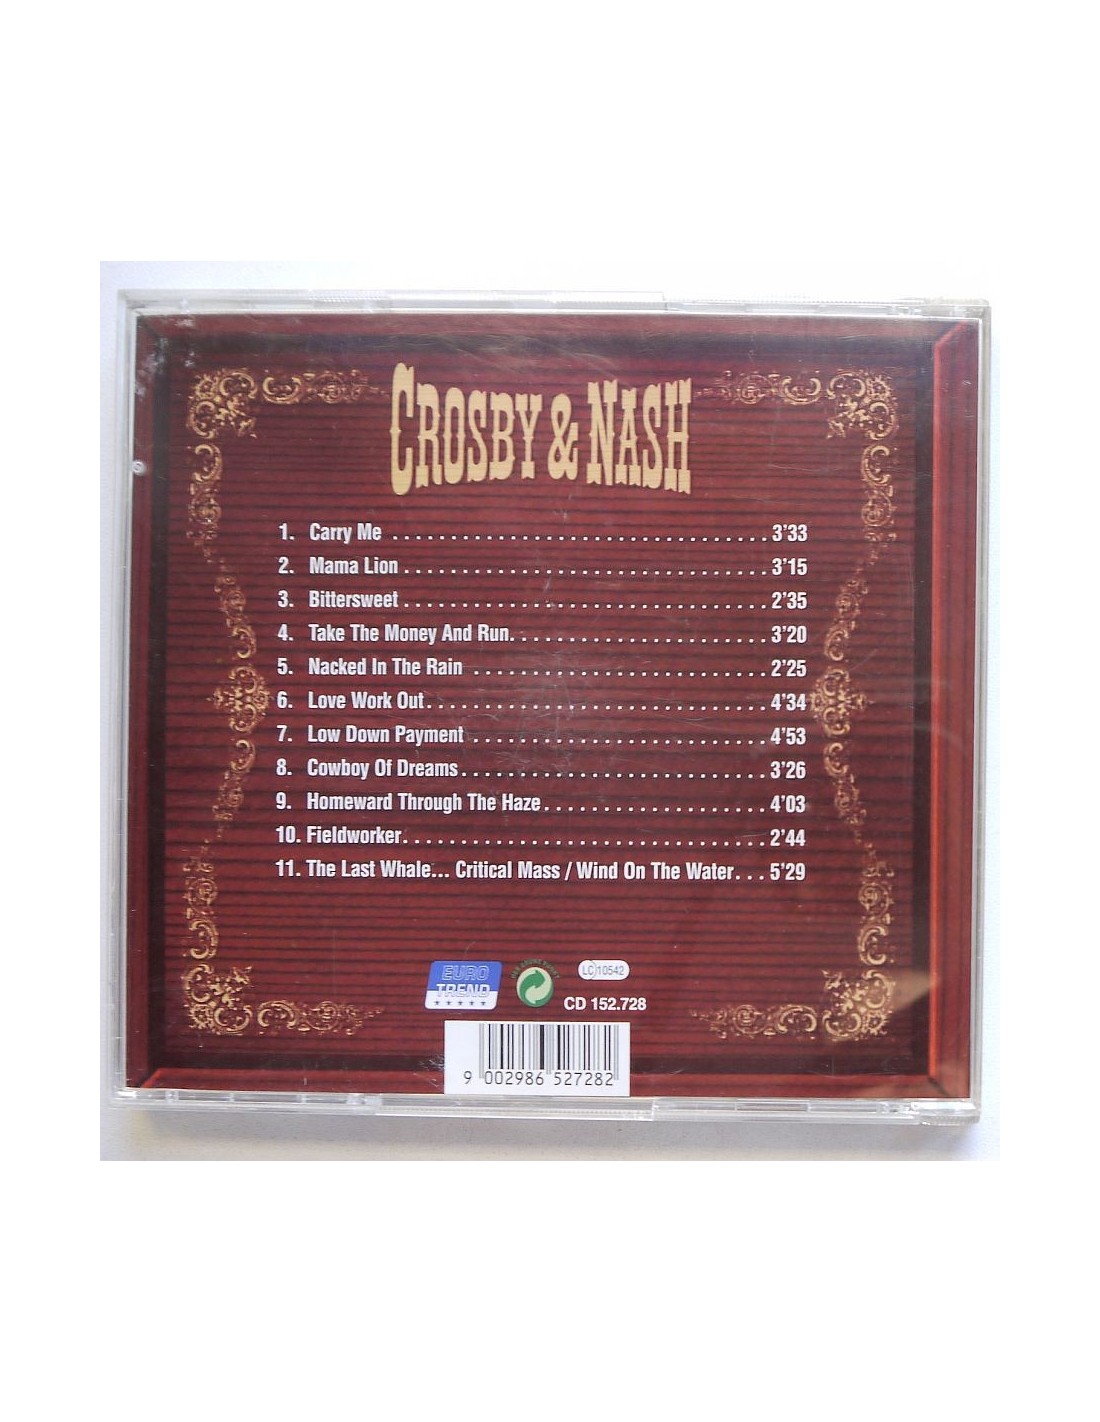 CROSBY & NASH
1. Carry Me . . . . . . . . . . . . . . . . . . . . . . . . . . . . . . . . . 3'33
2. Mama Lion . . . . . . . . . . . . . . . . . . . . . . . . . . . . . . . . 3'15
3. Bittersweet . . . . . . . . . . . . . . . . . . . . . . . . . . . . . . . . 2'35
4. Take The Money And Run. . . . . . . . . . . . . . . . . . . . . . . 3'20
5. Nacked In The Rain . . . . . . . . . . . . . . . . . . . . . . . . . . 2'25
6. Love Work Out. . . . . . . . . . . . . . . . . . . . . . . . . . . . . . 4'34
7. Low Down Payment . . . . . . . . . . . . . . . . . . . . . . . . . . 4'53
8. Cowboy Of Dreams . . . . . . . . . . . . . . . . . . . . . . . . . . . 3'26
9. Homeward Through The Haze . . . . . . . . . . . . . . . . . . . . 4'03
10. Fieldworker. . . . . . . . . . . . . . . . . . . . . . . . . . . . . . . . 2'44
11. The Last Whale... Critical Mass / Wind On The Water. . . 5'29
EURO
TREND
DER GRÜNE PUNKT
LC 10542
CD 152.728
9 002986 527282